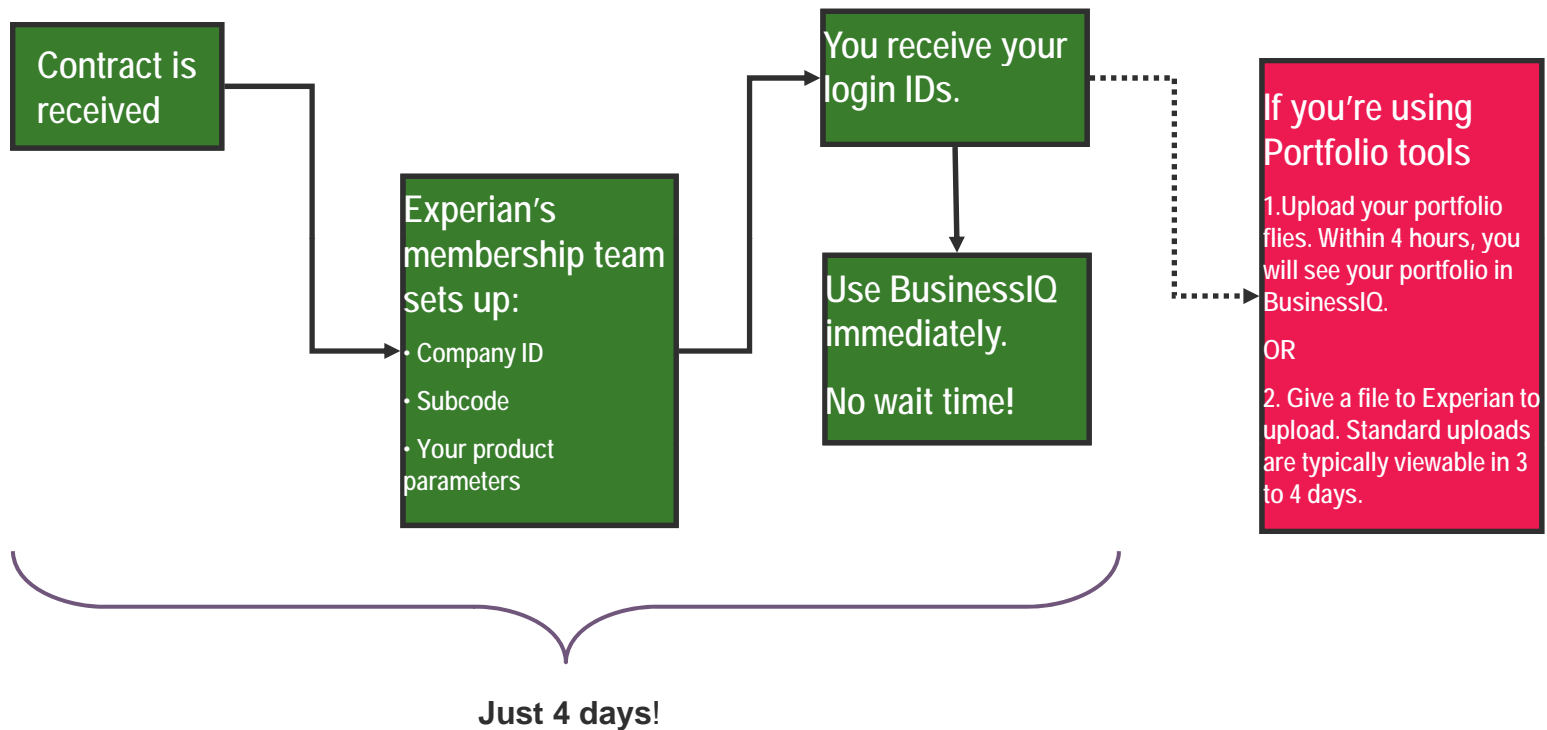 Contract is
received
Experian's
membership team
sets up:
• Company ID
• Subcode
• Your product
parameters
You receive your
login IDs.
Use BusinessIQ
immediately.
No wait time!
If you're using
Portfolio tools
1.Upload your portfolio
flies. Within 4 hours, you
will see your portfolio in
BusinessIQ.
OR
2. Give a file to Experian to
upload. Standard uploads
are typically viewable in 3
to 4 days.
Just 4 days!